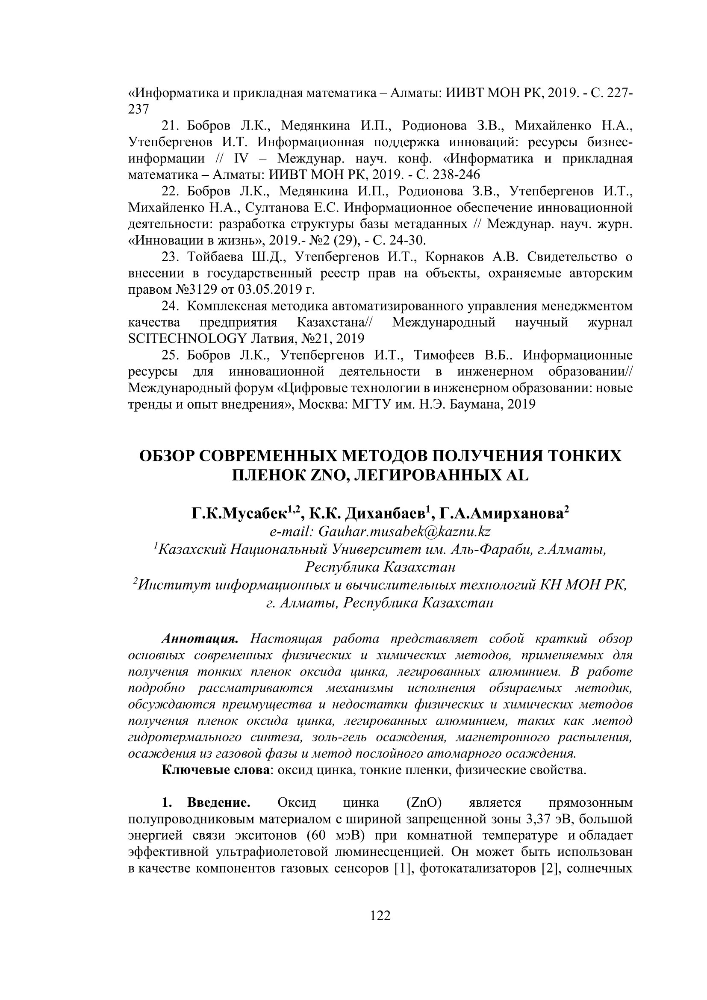 «Информатика и прикладная математика – Алматы: ИИВТ МОН РК, 2019. - С. 227-
237
21. Бобров Л.К., Медянкина И.П., Родионова З.В., Михайленко Н.А.,
Утепбергенов И.Т. Информационная поддержка инноваций: ресурсы бизнес-
информации // IV – Междунар. науч. конф. «Информатика и прикладная
математика – Алматы: ИИВТ МОН РК, 2019. - С. 238-246
22. Бобров Л.К., Медянкина И.П., Родионова З.В., Утепбергенов И.Т.,
Михайленко Н.А., Султанова Е.С. Информационное обеспечение инновационной
деятельности: разработка структуры базы метаданных // Междунар. науч. журн.
«Инновации в жизнь», 2019.- №2 (29), - С. 24-30.
23. Тойбаева Ш.Д., Утепбергенов И.Т., Корнаков А.В. Свидетельство о
внесении в государственный реестр прав на объекты, охраняемые авторским
правом №3129 от 03.05.2019 г.
24. Комплексная методика автоматизированного управления менеджментом
качества предприятия Казахстана// Международный научный журнал
SCITECHNOLOGY Латвия, №21, 2019
25. Бобров Л.К., Утепбергенов И.Т., Тимофеев В.Б.. Информационные
ресурсы для инновационной деятельности в инженерном образовании//
Международный форум «Цифровые технологии в инженерном образовании: новые
тренды и опыт внедрения», Москва: МГТУ им. Н.Э. Баумана, 2019
ОБЗОР СОВРЕМЕННЫХ МЕТОДОВ ПОЛУЧЕНИЯ ТОНКИХ
ПЛЕНОК ZNO, ЛЕГИРОВАННЫХ AL
Г.К.Мусабек1,2, К.К. Диханбаев1, Г.А.Амирханова2
e-mail: Gauhar.musabek@kaznu.kz
1Казахский Национальный Университет им. Аль-Фараби, г.Алматы,
Республика Казахстан
2Институт информационных и вычислительных технологий КН МОН РК,
г. Алматы, Республика Казахстан
Аннотация. Настоящая работа представляет собой краткий обзор
основных современных физических и химических методов, применяемых для
получения тонких пленок оксида цинка, легированных алюминием. В работе
подробно рассматриваются механизмы исполнения обзираемых методик,
обсуждаются преимущества и недостатки физических и химических методов
получения пленок оксида цинка, легированных алюминием, таких как метод
гидротермального синтеза, золь-гель осаждения, магнетронного распыления,
осаждения из газовой фазы и метод послойного атомарного осаждения.
Ключевые слова: оксид цинка, тонкие пленки, физические свойства.
1. Введение. Оксид цинка (ZnO) является прямозонным
полупроводниковым материалом с шириной запрещенной зоны 3,37 эВ, большой
энергией связи экситонов (60 мэВ) при комнатной температуре и обладает
эффективной ультрафиолетовой люминесценцией. Он может быть использован
в качестве компонентов газовых сенсоров [1], фотокатализаторов [2], солнечных
122